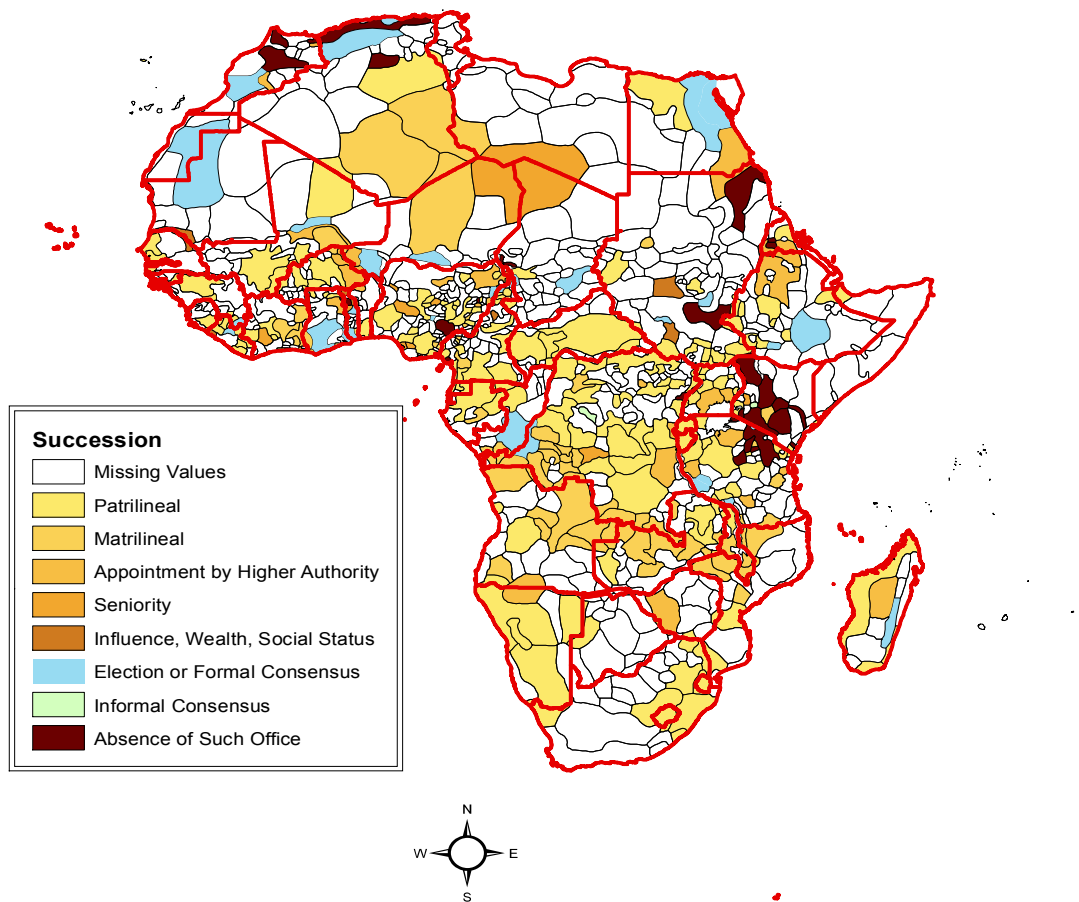 Succession
Missing Values
Patrilineal
Matrilineal
Appointment by Higher Authority
Seniority
Influence, Wealth, Social Status
Election or Formal Consensus
Informal Consensus
Absence of Such Office
N
W E
S